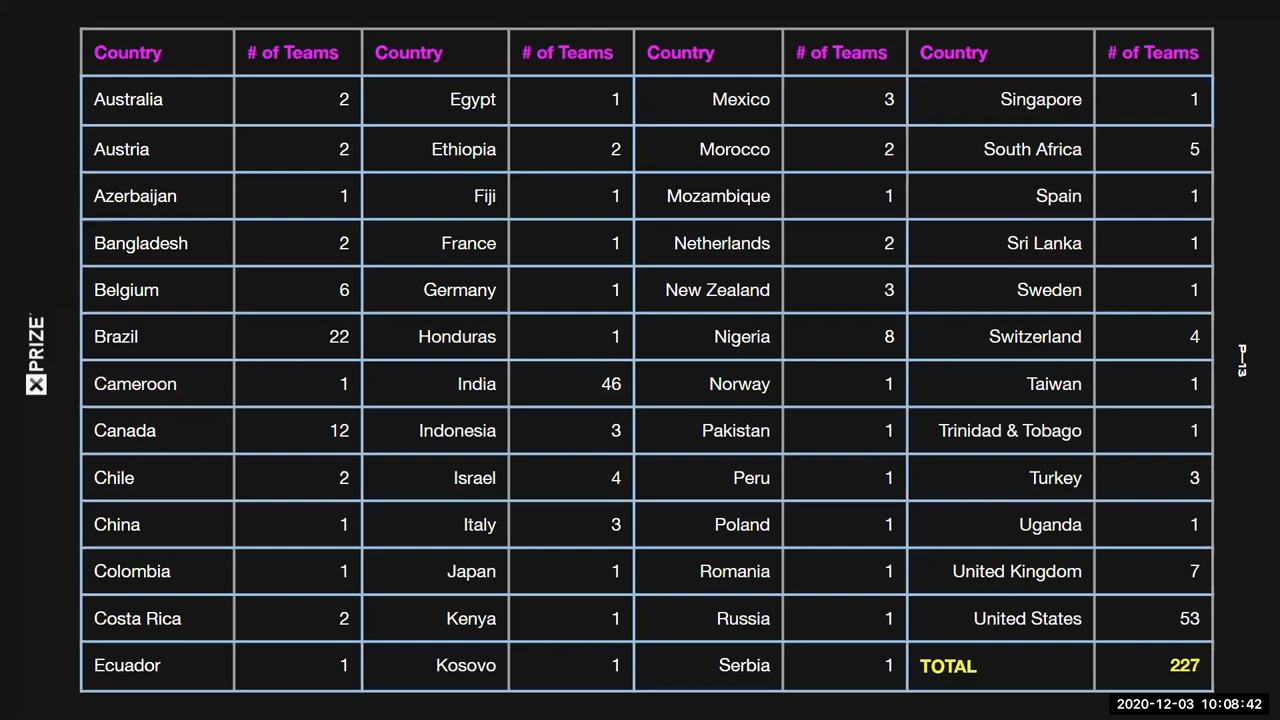 Country # of Teams Country # of Teams Country # of Teams Country # of Teams
Australia 2 Egypt 1 Mexico 3 Singapore 1
Austria 2 Ethiopia 2 Morocco 2 South Africa 5
Azerbaijan 1 Fiji 1 Mozambique 1 Spain 1
Bangladesh 2 France 1 Netherlands 2 Sri Lanka 1
Belgium 6 Germany 1 New Zealand 3 Sweden 1
Brazil 22 Honduras 1 Nigeria 8 Switzerland 4
Cameroon 1 India 46 Norway 1 Taiwan 1
Canada 12 Indonesia 3 Pakistan 1 Trinidad & Tobago 1
Chile 2 Israel 4 Peru 1 Turkey 3
China 1 Italy 3 Poland 1 Uganda 1
Colombia 1 Japan 1 Romania 1 United Kingdom 7
Costa Rica 2 Kenya 1 Russia 1 United States 53
Ecuador 1 Kosovo 1 Serbia 1 TOTAL 227
XPRIZE
P—13
2020-12-03 10:08:42